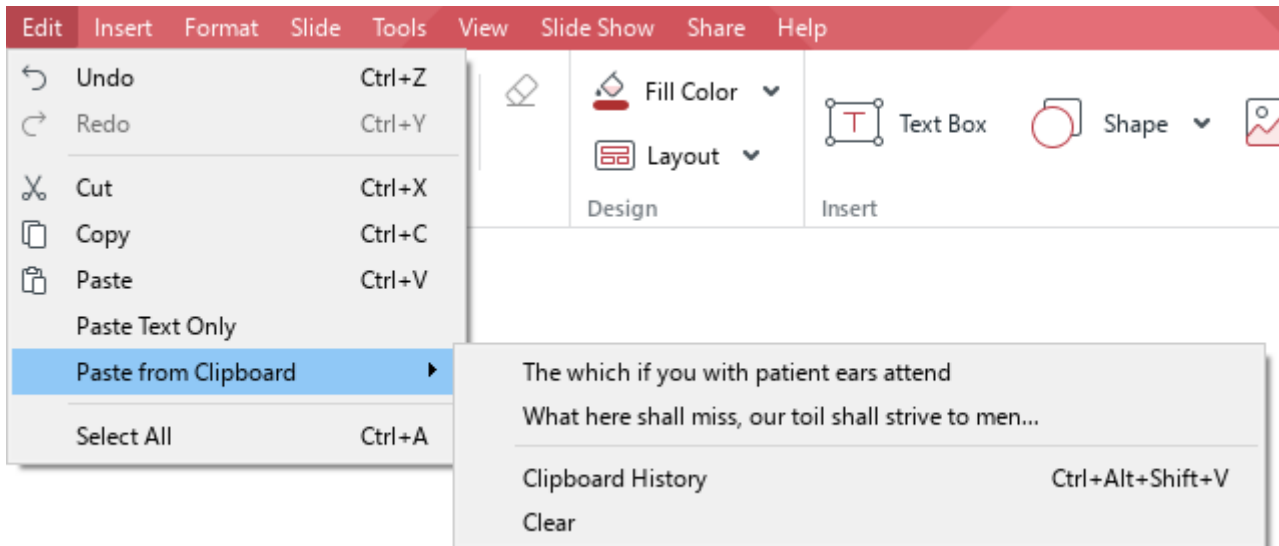 Edit Insert Format Slide Tools View Slide Show Share Help
Undo Ctrl+Z
Redo Ctrl+Y
Cut Ctrl+X
Copy Ctrl+C
Paste Ctrl+V
Paste Text Only
Paste from Clipboard
Select All Ctrl+A
Fill Color
Layout
Design
Text Box
Shape
Insert
The which if you with patient ears attend
What here shall miss, our toil shall strive to men...
Clipboard History Ctrl+Alt+Shift+V
Clear